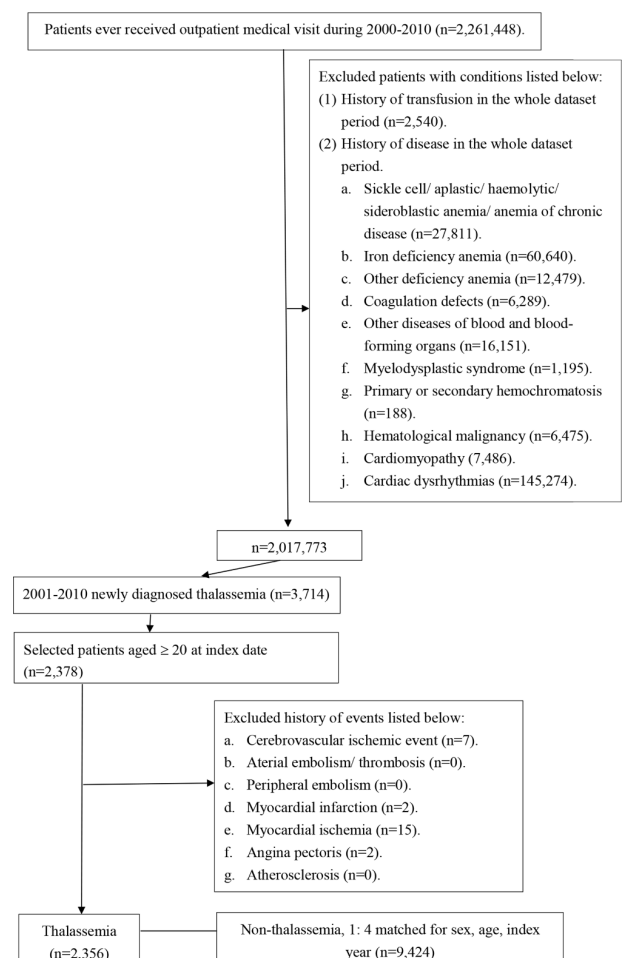 Patients ever received outpatient medical visit during 2000-2010 (n=2,261,448).
Excluded patients with conditions listed below:
(1) History of transfusion in the whole dataset
period (n=2,540).
(2) History of disease in the whole dataset
period.
a. Sickle cell/ aplastic/ haemolytic/
sideroblastic anemia/ anemia of chronic
disease (n=27,811).
b. Iron deficiency anemia (n=60,640).
c. Other deficiency anemia (n=12,479).
d. Coagulation defects (n=6,289).
e. Other diseases of blood and blood-
forming organs (n=16,151).
f. Myelodysplastic syndrome (n=1,195).
g. Primary or secondary hemochromatosis
(n=188).
h. Hematological malignancy (n=6,475).
i. Cardiomyopathy (7,486).
j. Cardiac dysrhythmias (n=145,274).
n=2,017,773
2001-2010 newly diagnosed thalassemia (n=3,714)
Selected patients aged ≥ 20 at index date
(n=2,378)
Excluded history of events listed below:
a. Cerebrovascular ischemic event (n=7).
b. Aterial embolism/ thrombosis (n=0).
c. Peripheral embolism (n=0).
d. Myocardial infarction (n=2).
e. Myocardial ischemia (n=15).
f. Angina pectoris (n=2).
g. Atherosclerosis (n=0).
Thalassemia
(n=2,356)
Non-thalassemia, 1: 4 matched for sex, age, index
year (n=9,424)